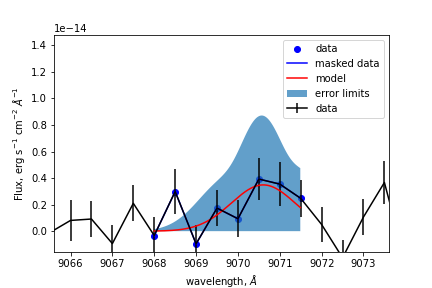 1e−14
1.4
1.2
1.0
0.8
0.6
0.4
0.2
0.0
Flux, erg s⁻¹ cm⁻² Å⁻¹
data
masked data
model
error limits
data
9066 9067 9068 9069 9070 9071 9072 9073
wavelength, Å